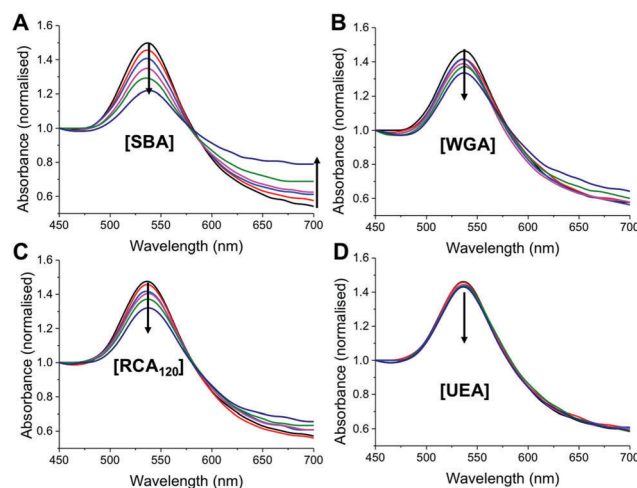 A
Absorbance (normalised)
1.6
1.4
1.2
1.0
0.8
0.6
[SBA]
450 500 550 600 650 700
Wavelength (nm)
B
Absorbance (normalised)
1.6
1.4
1.2
1.0
0.8
0.6
[WGA]
450 500 550 600 650 700
Wavelength (nm)
C
Absorbance (normalised)
1.6
1.4
1.2
1.0
0.8
0.6
[RCA₁₂₀]
450 500 550 600 650 700
Wavelength (nm)
D
Absorbance (normalised)
1.6
1.4
1.2
1.0
0.8
0.6
[UEA]
450 500 550 600 650 700
Wavelength (nm)